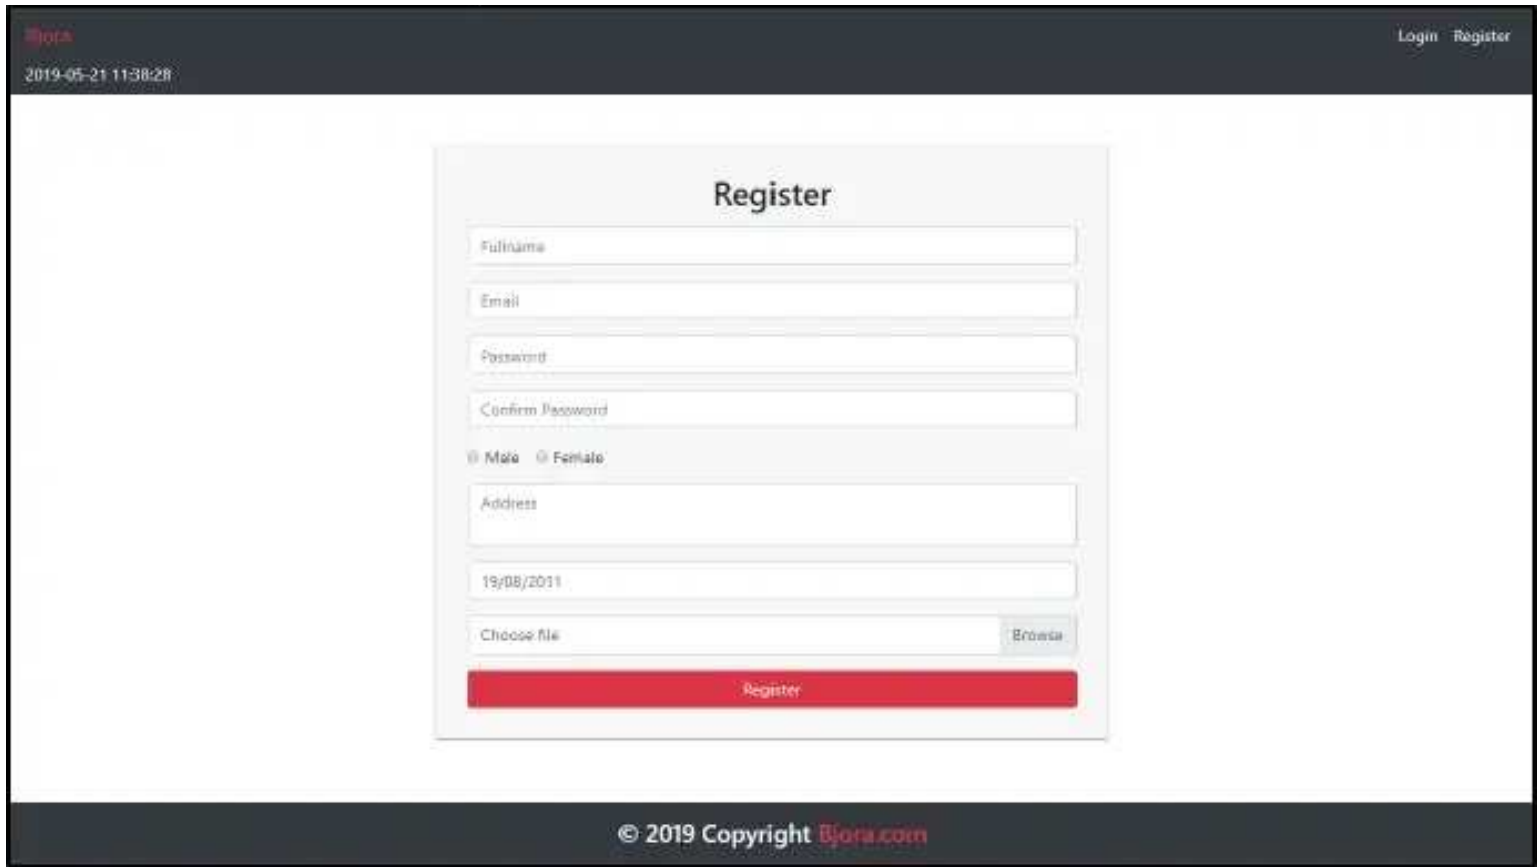 Bjora
Login Register
2019-05-21 11:38:28
Register
Fullname
Email
Password
Confirm Password
Male Female
Address
19/08/2011
Choose file Browse
Register
© 2019 Copyright Bjora.com